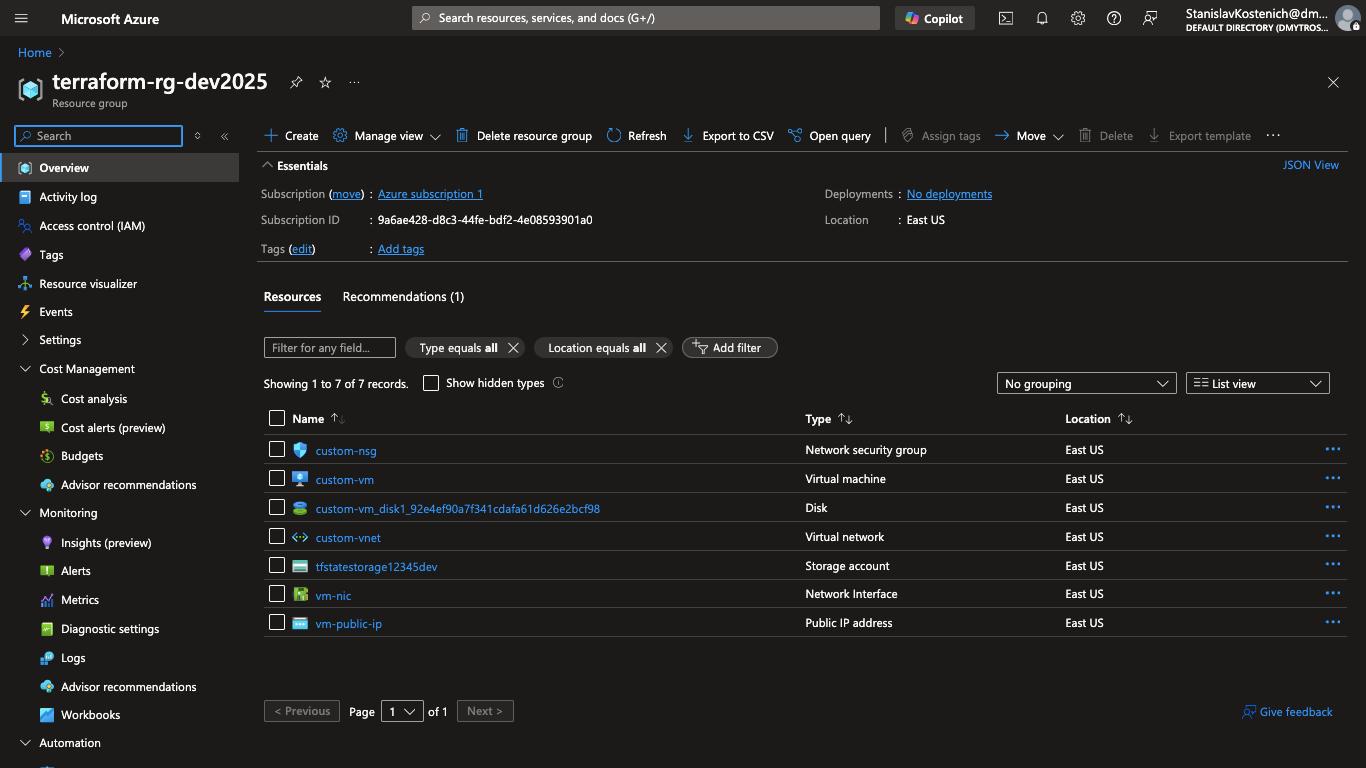 Microsoft Azure
Search resources, services, and docs (G+/)
Copilot
StanislavKostenich@dm...
DEFAULT DIRECTORY (DMYTROS...
Home
terraform-rg-dev2025
Resource group
Search
Create
Manage view
Delete resource group
Refresh
Export to CSV
Open query
Assign tags
Move
Delete
Export template
Overview
Activity log
Access control (IAM)
Tags
Resource visualizer
Events
Settings
Cost Management
Cost analysis
Cost alerts (preview)
Budgets
Advisor recommendations
Monitoring
Insights (preview)
Alerts
Metrics
Diagnostic settings
Logs
Advisor recommendations
Workbooks
Automation
Essentials
JSON View
Subscription (move) : Azure subscription 1
Deployments : No deployments
Subscription ID : 9a6ae428-d8c3-44fe-bdf2-4e08593901a0
Location : East US
Tags (edit) : Add tags
Resources
Recommendations (1)
Filter for any field...
Type equals all
Location equals all
Add filter
Showing 1 to 7 of 7 records.
Show hidden types
No grouping
List view
Name Type Location
custom-nsg Network security group East US
custom-vm Virtual machine East US
custom-vm_disk1_92e4ef90a7f341cdafa61d626e2bcf98 Disk East US
custom-vnet Virtual network East US
tfstatestorage12345dev Storage account East US
vm-nic Network Interface East US
vm-public-ip Public IP address East US
< Previous
Page 1 of 1
Next >
Give feedback